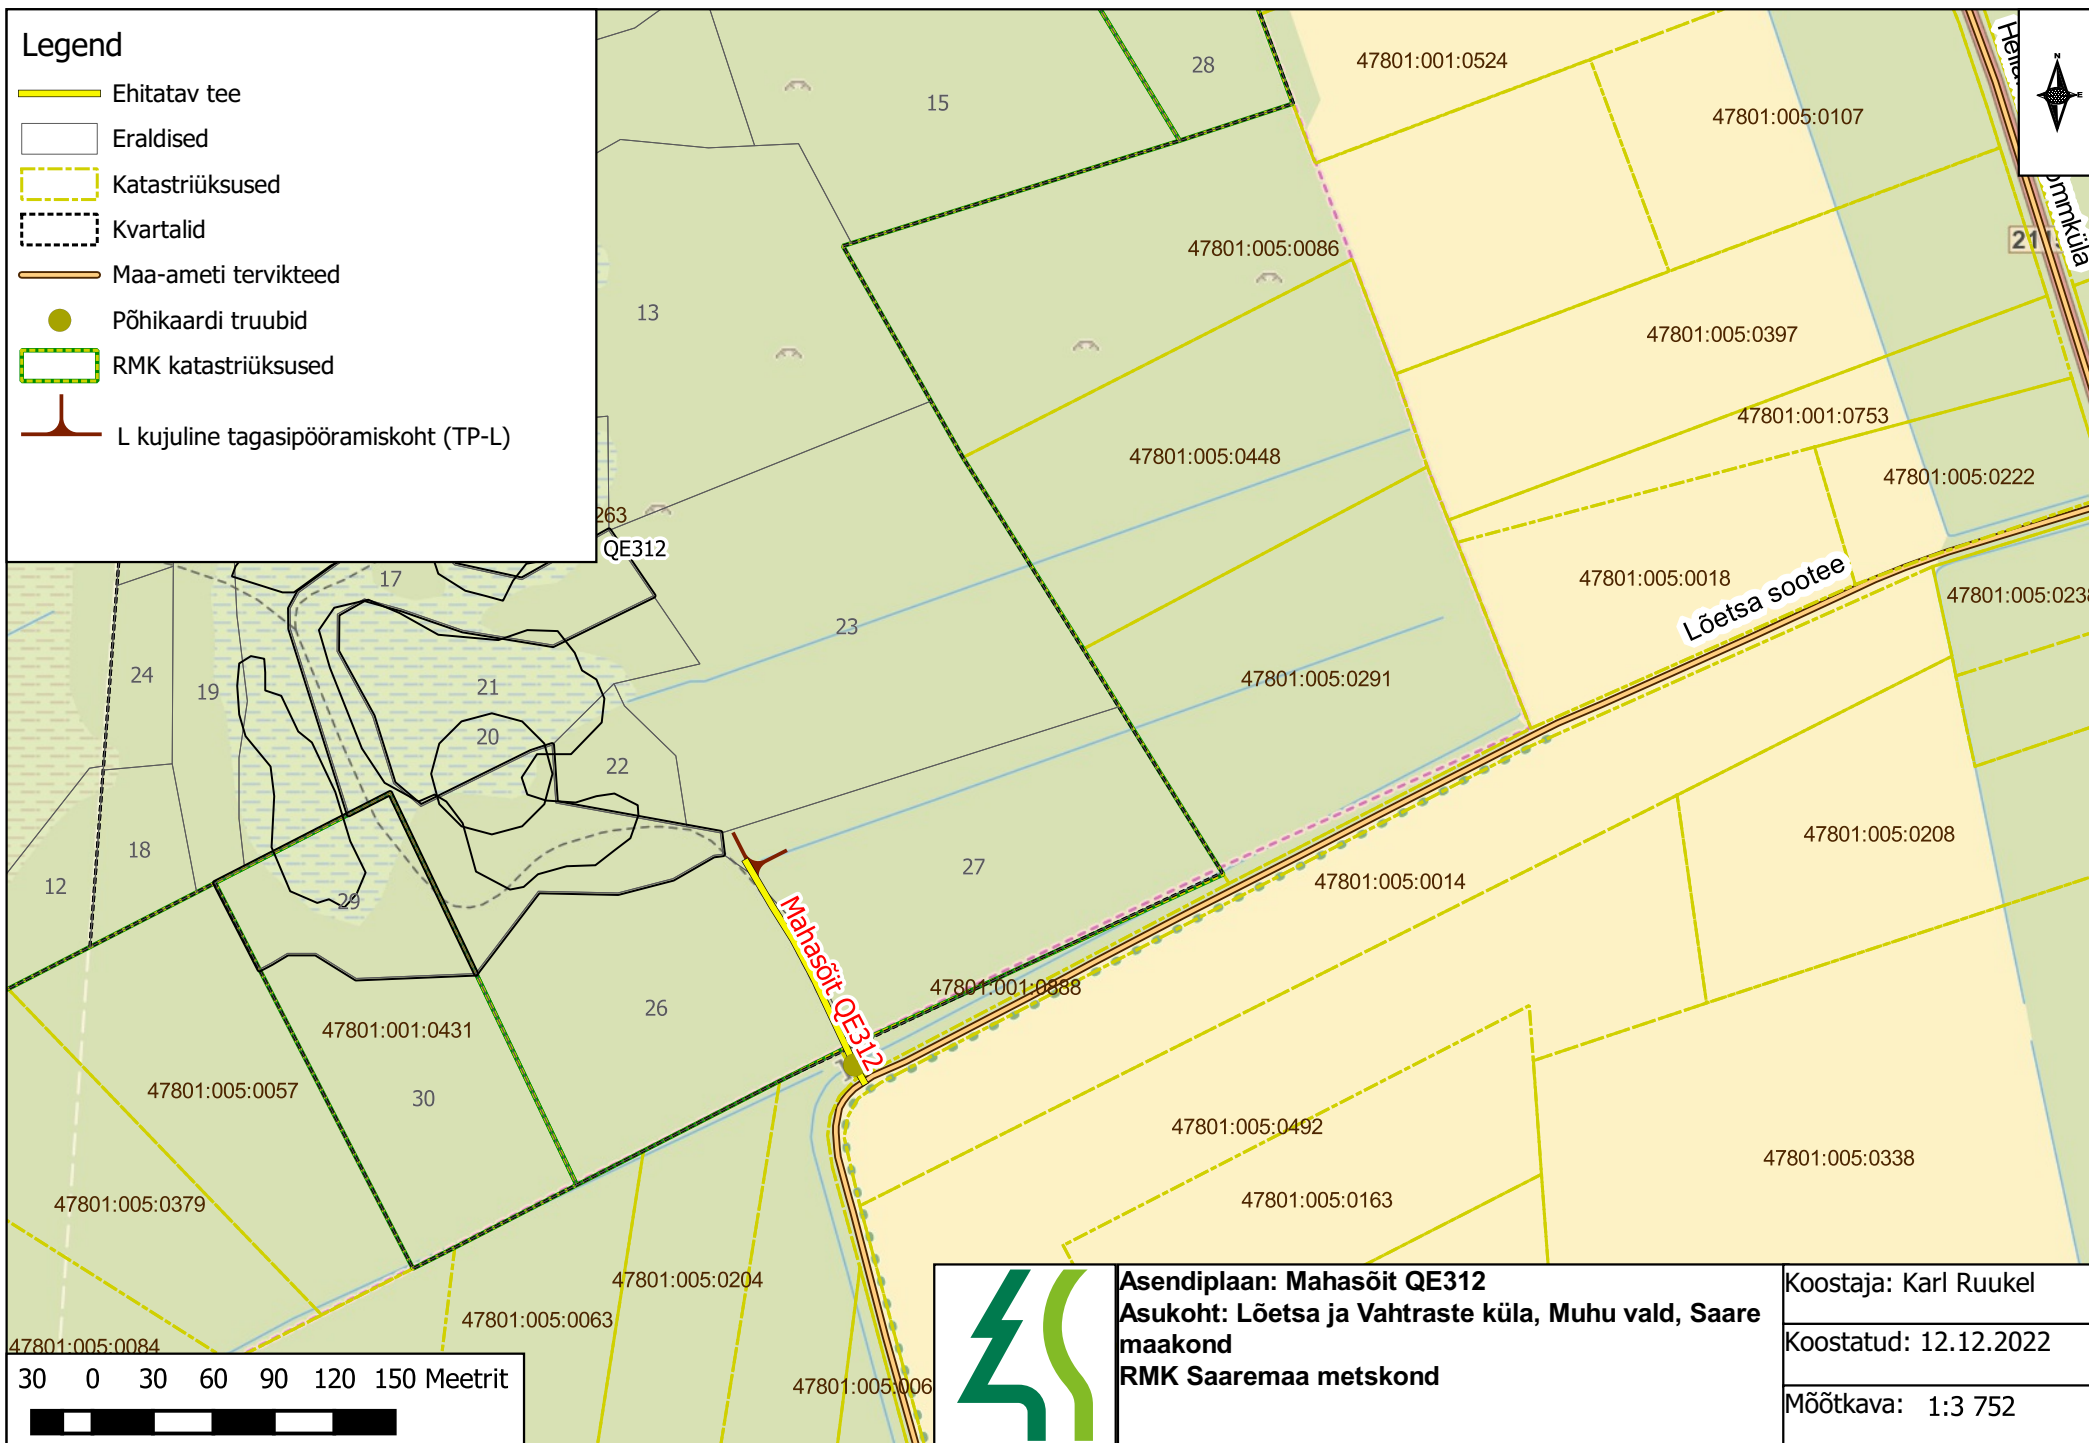 Legend
Ehitatav tee
Eraldised
Katastriüksused
Kvartalid
Maa-ameti tervikteed
Põhikaardi truubid
RMK katastriüksused
L kujuline tagasipööramiskoht (TP-L)
28
15
47801:001:0524
47801:005:0107
N
E
47801:005:0086
13
47801:005:0397
47801:001:0753
47801:005:0448
47801:005:0222
263
QE312
17
47801:005:0018
Lõetsa sootee
23
24
19
21
20
22
47801:005:0291
18
12
29
27
47801:005:0208
47801:005:0014
Mahasõit QE312
47801:001:0888
26
47801:001:0431
47801:005:0057
30
47801:005:0492
47801:005:0338
47801:005:0163
47801:005:0379
47801:005:0204
47801:005:0063
47801:005:0084
30 0 30 60 90 120 150 Meetrit
Asendiplaan: Mahasõit QE312
Asukoht: Lõetsa ja Vahtraste küla, Muhu vald, Saare
maakond
RMK Saaremaa metskond
Koostaja: Karl Ruukel
Koostatud: 12.12.2022
Mõõtkava: 1:3 752